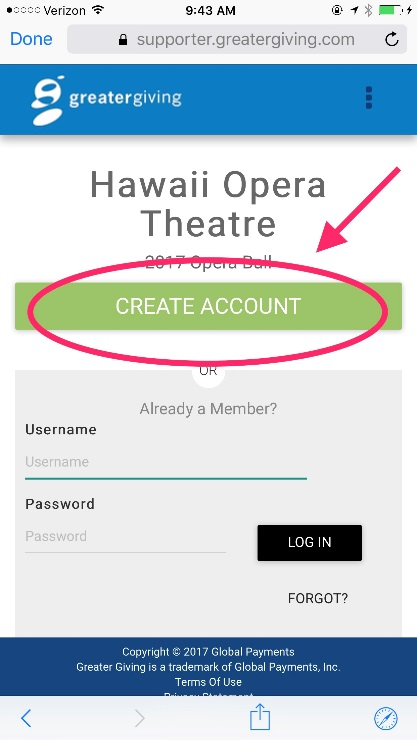 Verizon 9:43 AM
Done supporter.greatergiving.com
greatergiving
Hawaii Opera
Theatre
2017 Opera Ball
CREATE ACCOUNT
OR
Already a Member?
Username
Username
Password
Password
LOG IN
FORGOT?
Copyright © 2017 Global Payments
Greater Giving is a trademark of Global Payments, Inc.
Terms Of Use
Privacy Statement